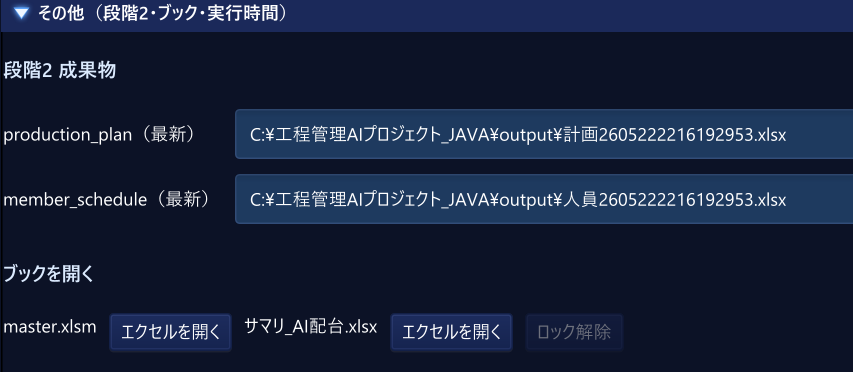 その他（段階2・ブック・実行時間）
段階2 成果物
production_plan（最新） C:¥工程管理AIプロジェクト_JAVA¥output¥計画2605222216192953.xlsx
member_schedule（最新） C:¥工程管理AIプロジェクト_JAVA¥output¥人員2605222216192953.xlsx
ブックを開く
master.xlsm エクセルを開く サマリ_AI配台.xlsx エクセルを開く ロック解除